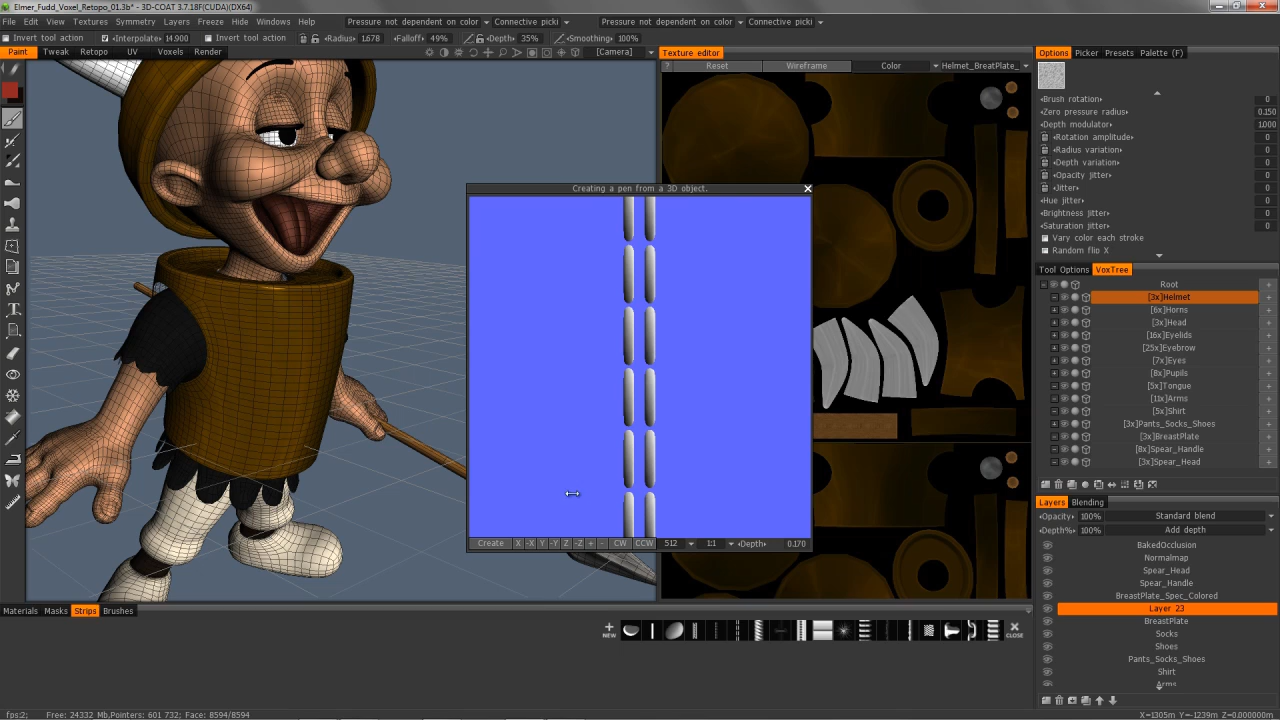 Elmer_Fudd_Voxel_Retopo_01.3b* - 3D-COAT 3.7.18F(CUDA)(DX64)
File Edit View Textures Symmetry Layers Freeze Hide Windows Help Pressure not dependent on color Connective picki Pressure not dependent on color Connective picki
Invert tool action Interpolate 14.900 Invert tool action Radius 1.678 Falloff 49% Depth 35% Smoothing 100%
Paint Tweak Retopo UV Voxels Render [Camera]
Texture editor
? Reset Wireframe Color Helmet_BreatPlate_
Creating a pen from a 3D object.
Create X -X Y -Y Z -Z + - CW CCW 512 1:1 Depth 0.170
Options Picker Presets Palette (F)
Brush rotation 0
Zero pressure radius 0.150
Depth modulator 1.000
Rotation amplitude 0
Radius variation 0
Depth variation 0
Opacity jitter 0
Jitter 0
Hue jitter 0
Brightness jitter 0
Saturation jitter 0
Vary color each stroke
Random flip X
Tool Options VoxTree
Root
[3x]Helmet
[6x]Horns
[3x]Head
[16x]Eyelids
[25x]Eyebrow
[7x]Eyes
[8x]Pupils
[5x]Tongue
[11x]Arms
[5x]Shirt
[3x]Pants_Socks_Shoes
[3x]BreastPlate
[8x]Spear_Handle
[3x]Spear_Head
Layers Blending
Opacity 100% Standard blend
Depth% 100% Add depth
BakedOcclusion
Normalmap
Spear_Head
Spear_Handle
BreastPlate_Spec_Colored
Layer 23
BreastPlate
Socks
Shoes
Pants_Socks_Shoes
Shirt
Arms
Materials Masks Strips Brushes
NEW CLOSE
fps:2; Free: 24332_Mb,Pointers: 601 732; Face: 8594/8594 X=1305m Y=-1239m Z=0.000000m